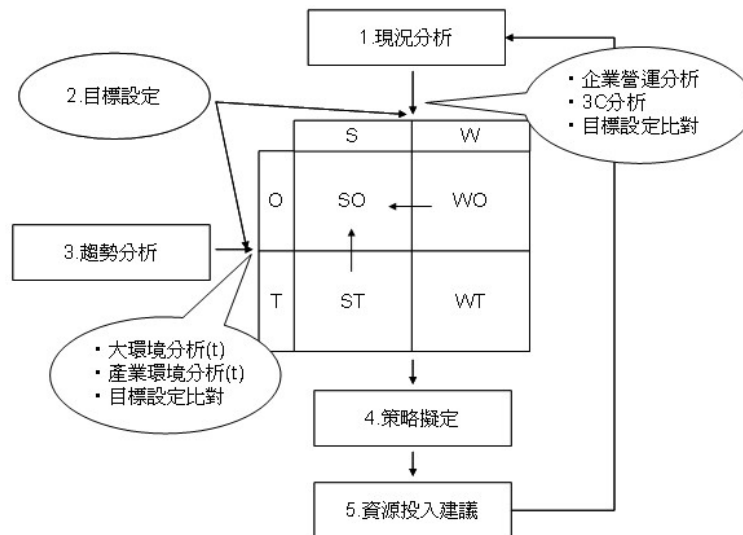 1.現況分析
2.目標設定
・企業營運分析
・3C分析
・目標設定比對
S W
O SO WO
3.趨勢分析
T ST WT
・大環境分析(t)
・產業環境分析(t)
・目標設定比對
4.策略擬定
5.資源投入建議